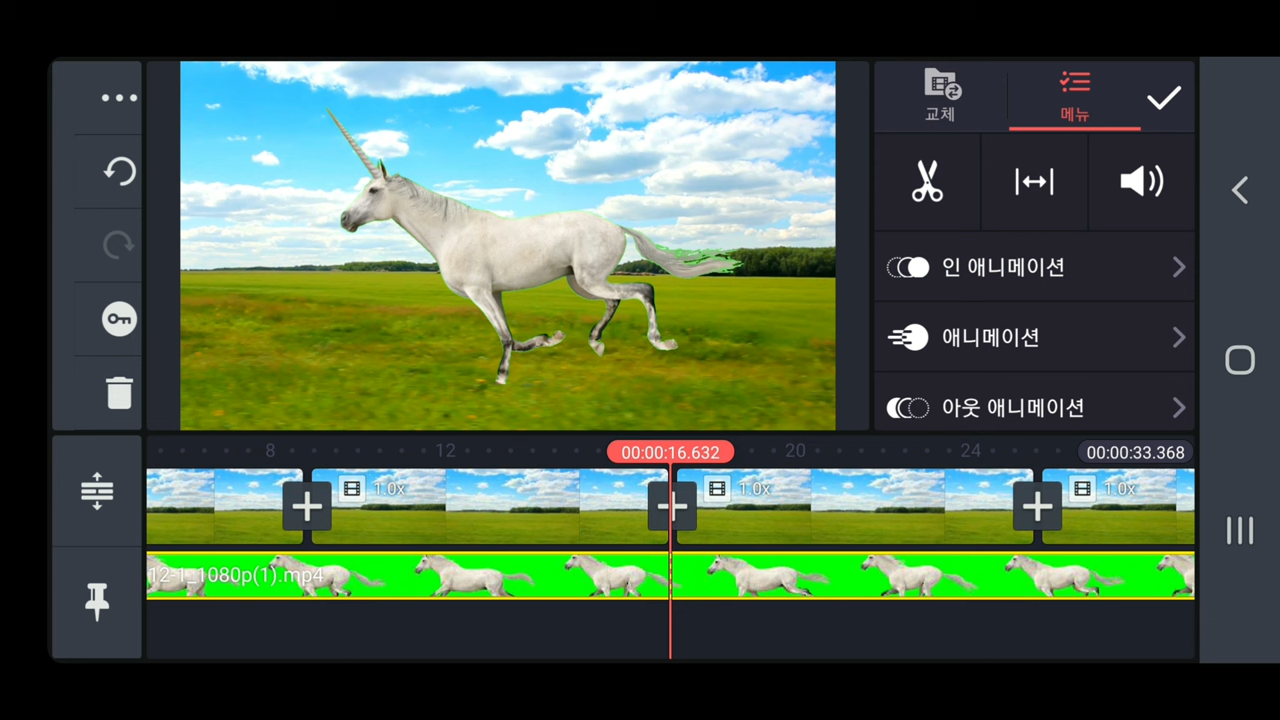 교체
메뉴
인 애니메이션
애니메이션
아웃 애니메이션
8
12
00:00:16.632
20
24
00:00:33.368
1.0x
1.0x
1.0x
12-1_1080p(1).mp4